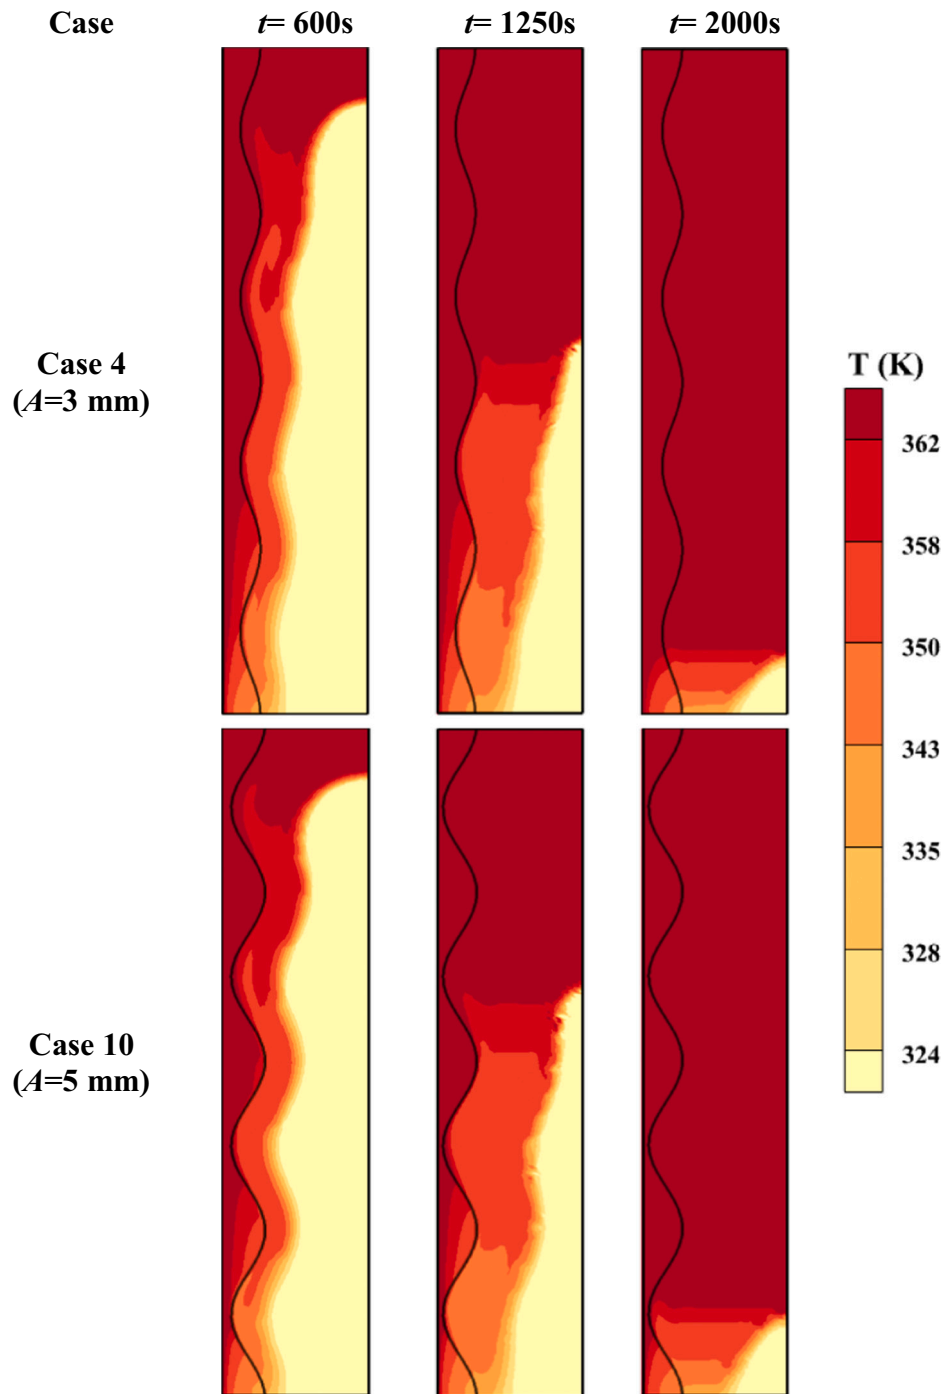 Case t= 600s t= 1250s t= 2000s
Case 4
(A=3 mm)
T (K)
362
358
350
343
335
328
324
Case 10
(A=5 mm)